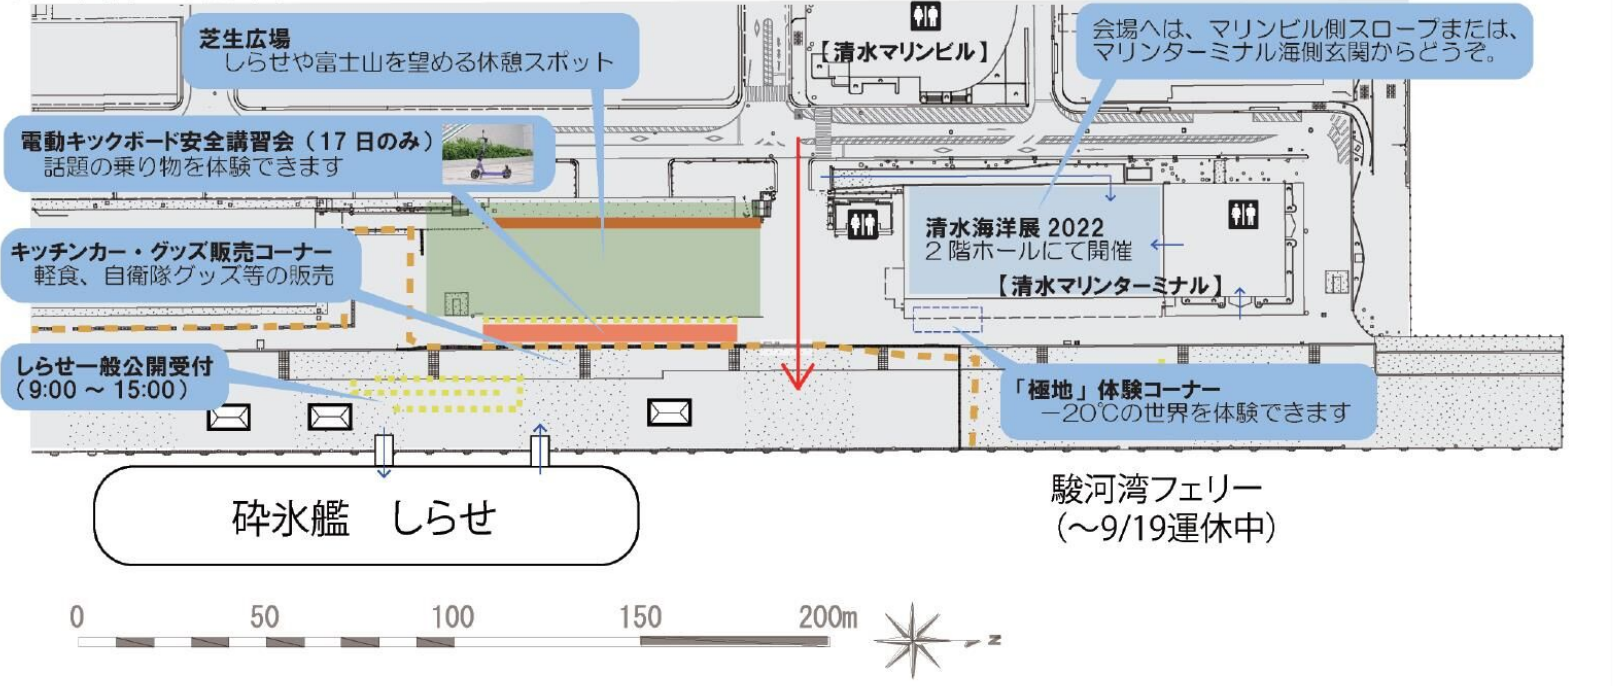 芝生広場
しらせや富士山を望める休憩スポット
【清水マリンビル】
会場へは、マリンビル側スロープまたは、
マリンターミナル海側玄関からどうぞ。
電動キックボード安全講習会（17日のみ）
話題の乗り物を体験できます
キッチンカー・グッズ販売コーナー
軽食、自衛隊グッズ等の販売
清水海洋展 2022
２階ホールにて開催
【清水マリンターミナル】
しらせ一般公開受付
（9:00 ～ 15:00）
「極地」体験コーナー
－20℃の世界を体験できます
砕氷艦　しらせ
駿河湾フェリー
（～9/19運休中）
0 50 100 150 200m
N